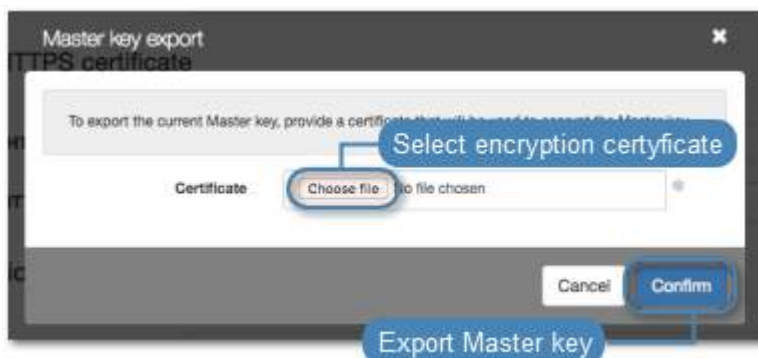 Master key export
TTPS certificate
To export the current Master key, provide a certificate that will be used to
Select encryption certyficate
Certificate
Choose file No file chosen
Cancel
Confirm
Export Master key